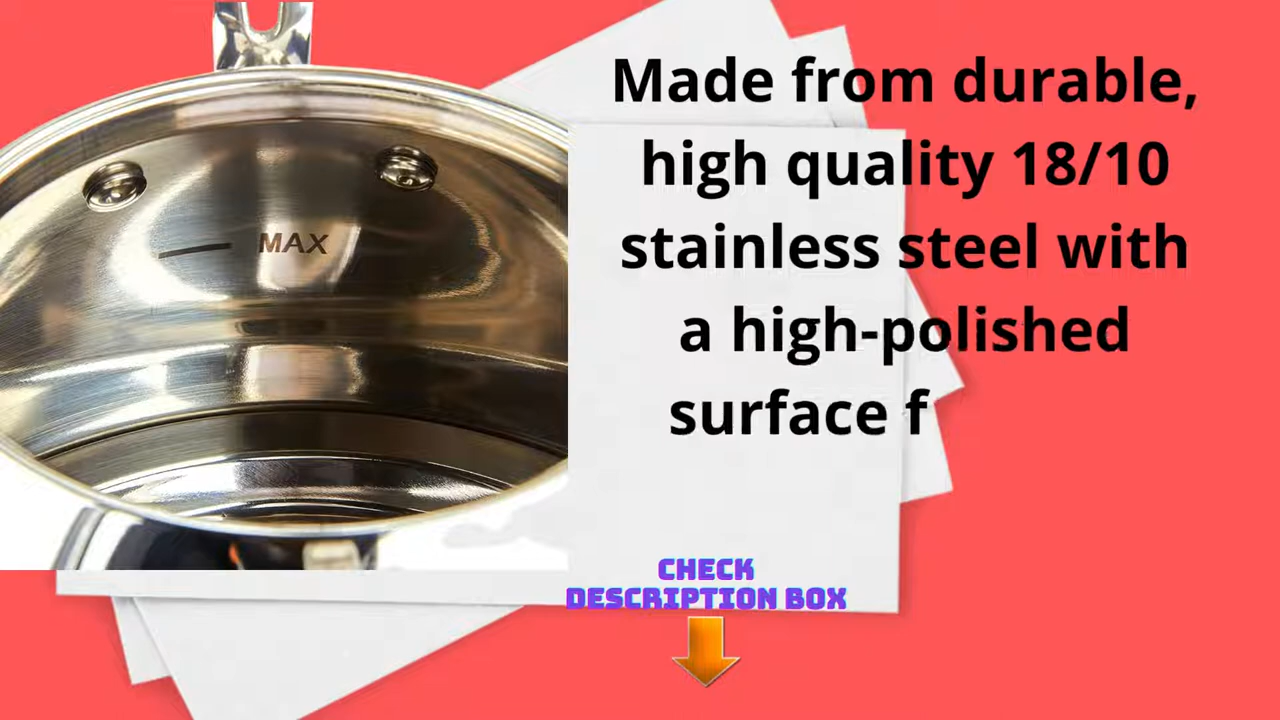 MAX
Made from durable,
high quality 18/10
stainless steel with
a high-polished
surface f
CHECK
DESCRIPTION BOX